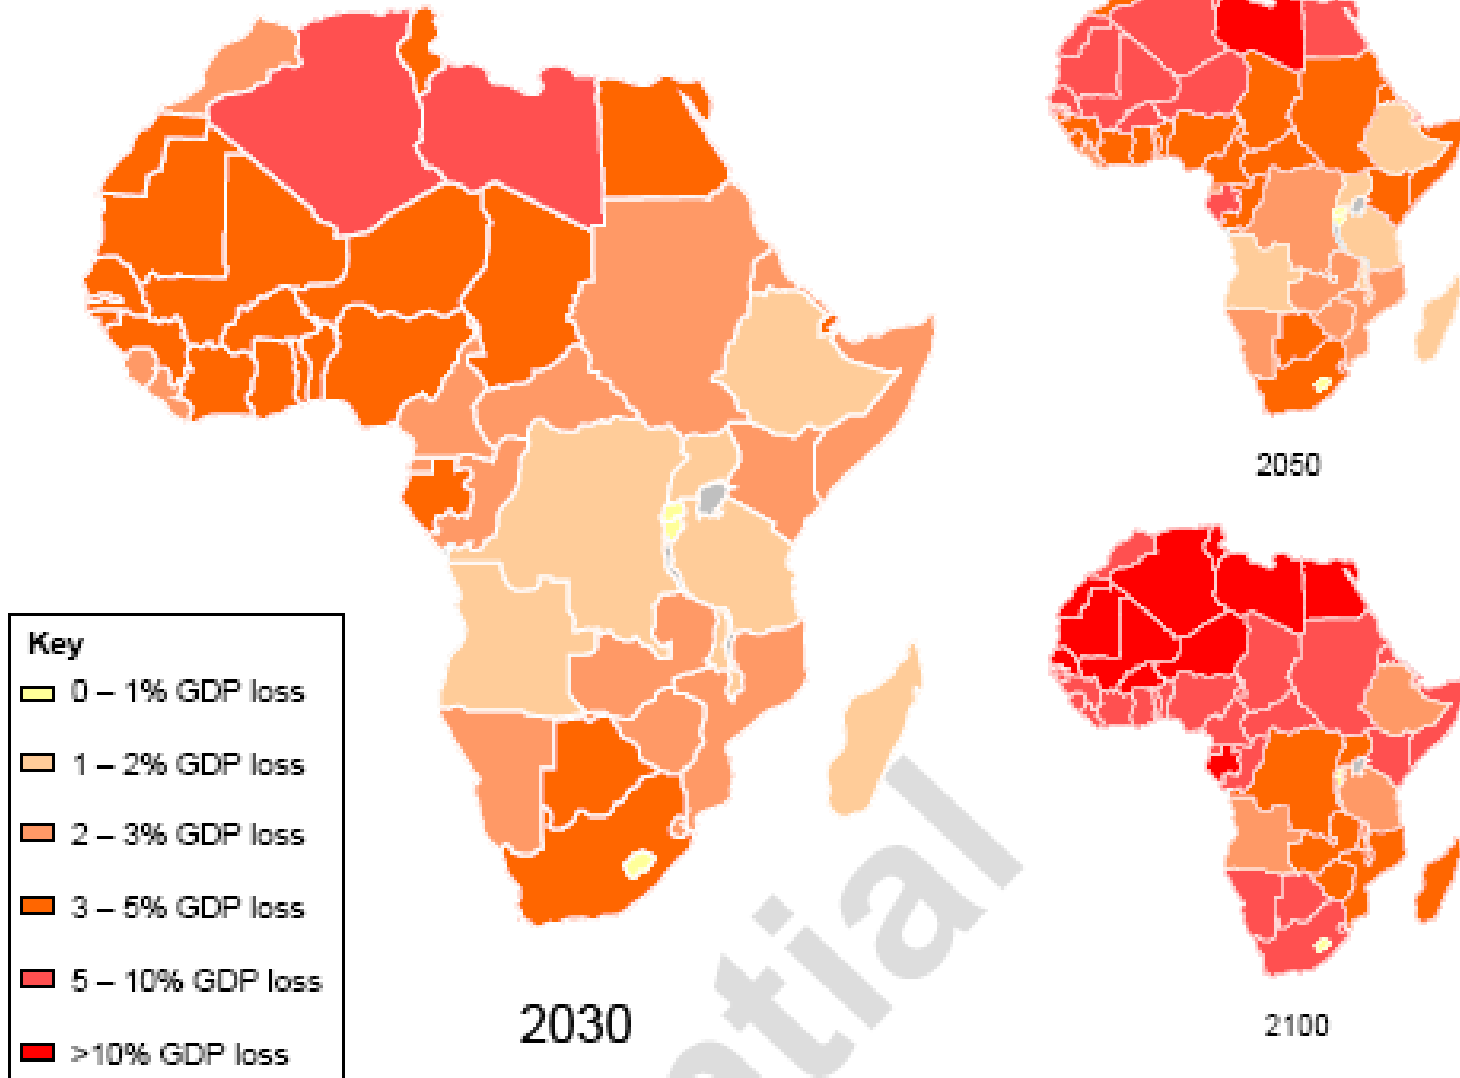 2050
Key
0 – 1% GDP loss
1 – 2% GDP loss
2 – 3% GDP loss
3 – 5% GDP loss
5 – 10% GDP loss
>10% GDP loss
2030
2100
tial